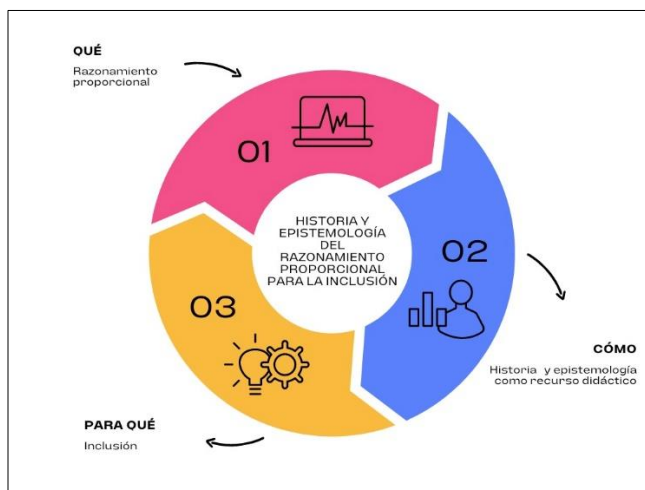 QUÉ
Razonamiento
proporcional
01
HISTORIA Y
EPISTEMOLOGÍA
DEL
RAZONAMIENTO
PROPORCIONAL
PARA LA INCLUSIÓN
02
CÓMO
Historia y epistemología
como recurso didáctico
03
PARA QUÉ
Inclusión